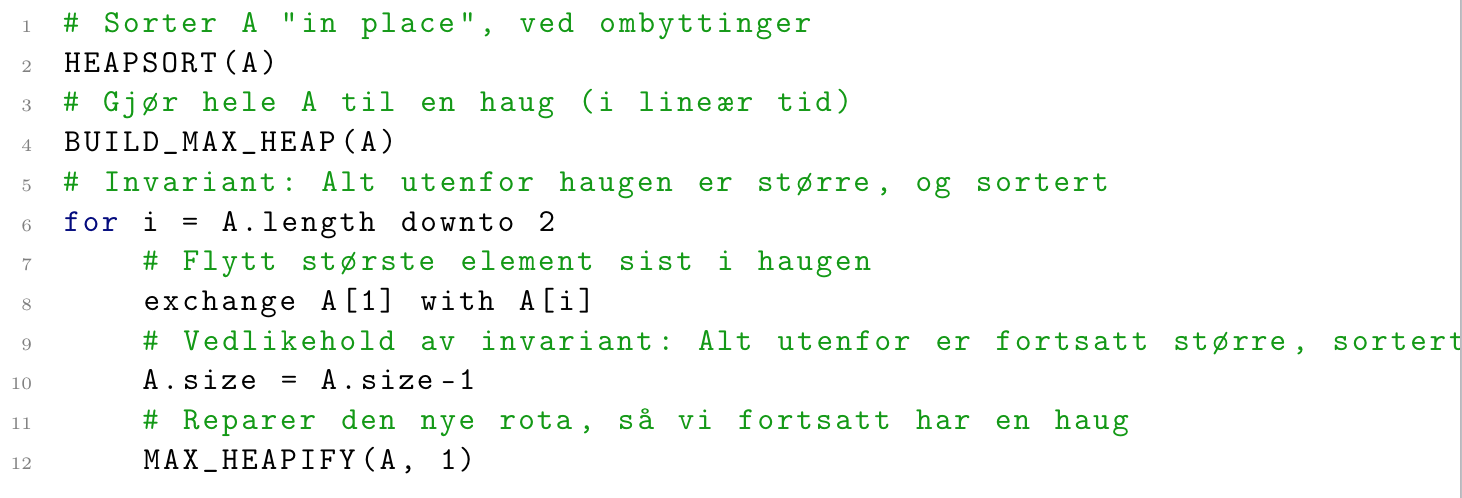 1 # Sorter A "in place", ved ombyttinger
2 HEAPSORT(A)
3 # Gjør hele A til en haug (i lineær tid)
4 BUILD_MAX_HEAP(A)
5 # Invariant: Alt utenfor haugen er større, og sortert
6 for i = A.length downto 2
7     # Flytt største element sist i haugen
8     exchange A[1] with A[i]
9     # Vedlikehold av invariant: Alt utenfor er fortsatt større, sortert
10     A.size = A.size-1
11     # Reparer den nye rota, så vi fortsatt har en haug
12     MAX_HEAPIFY(A, 1)